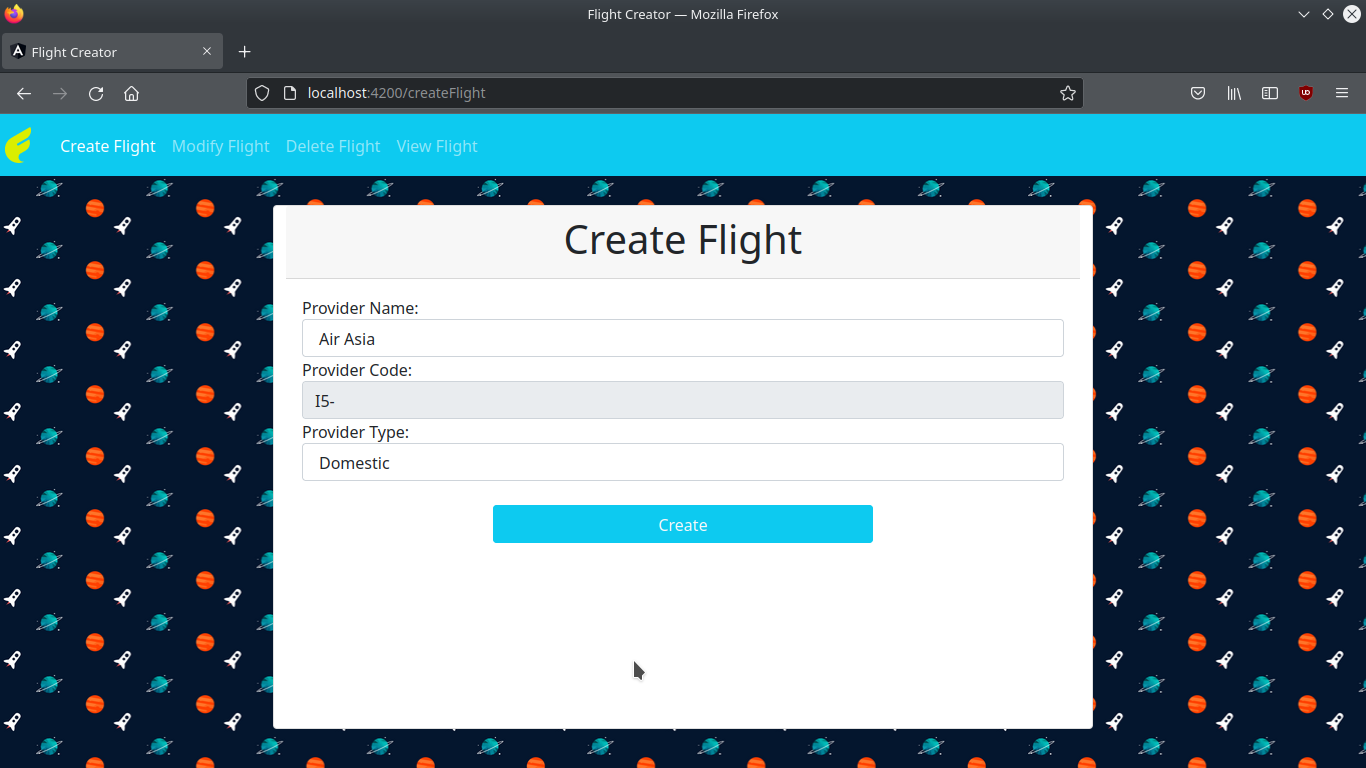 Flight Creator — Mozilla Firefox
Flight Creator
localhost:4200/createFlight
Create Flight Modify Flight Delete Flight View Flight
Create Flight
Provider Name:
Air Asia
Provider Code:
I5-
Provider Type:
Domestic
Create